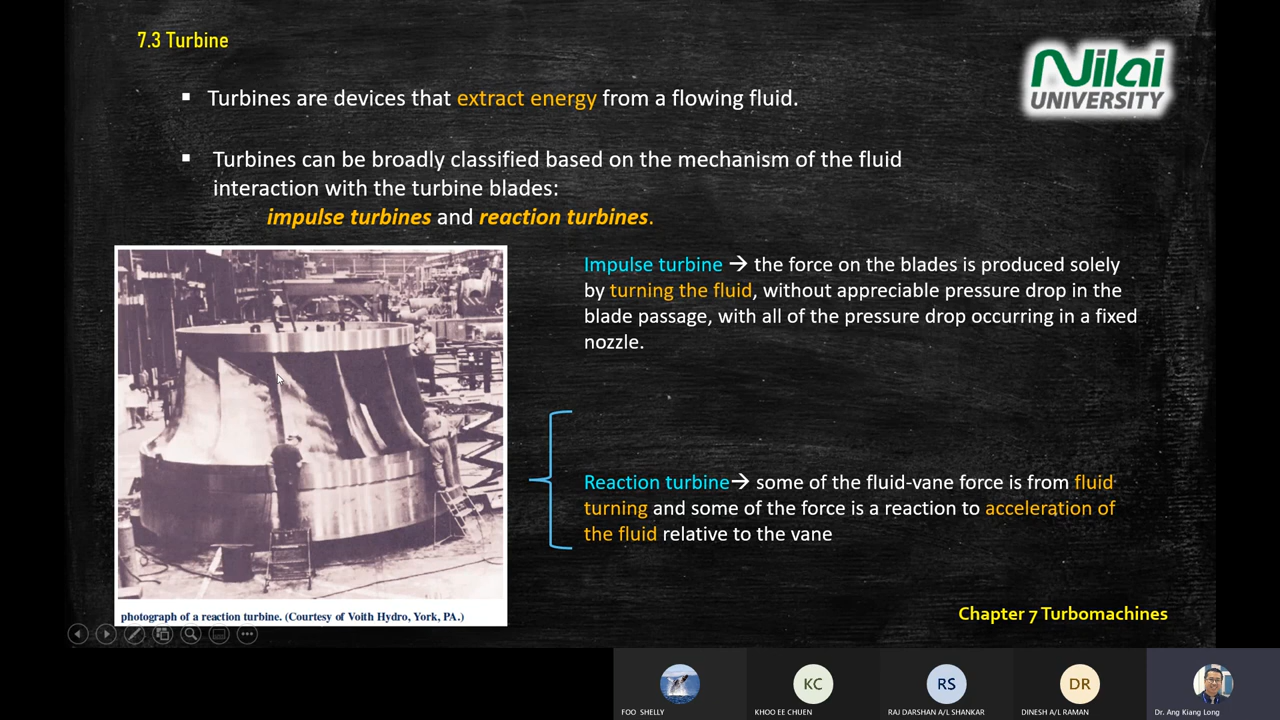 7.3 Turbine
Nilai
UNIVERSITY
▪ Turbines are devices that extract energy from a flowing fluid.
▪ Turbines can be broadly classified based on the mechanism of the fluid
interaction with the turbine blades:
impulse turbines and reaction turbines.
Impulse turbine → the force on the blades is produced solely
by turning the fluid, without appreciable pressure drop in the
blade passage, with all of the pressure drop occurring in a fixed
nozzle.
Reaction turbine→ some of the fluid-vane force is from fluid
turning and some of the force is a reaction to acceleration of
the fluid relative to the vane
photograph of a reaction turbine. (Courtesy of Voith Hydro, York, PA.)
Chapter 7 Turbomachines
KC
RS
DR
FOO SHELLY
KHOO EE CHUEN
RAJ DARSHAN A/L SHANKAR
DINESH A/L RAMAN
Dr. Ang Kiang Long